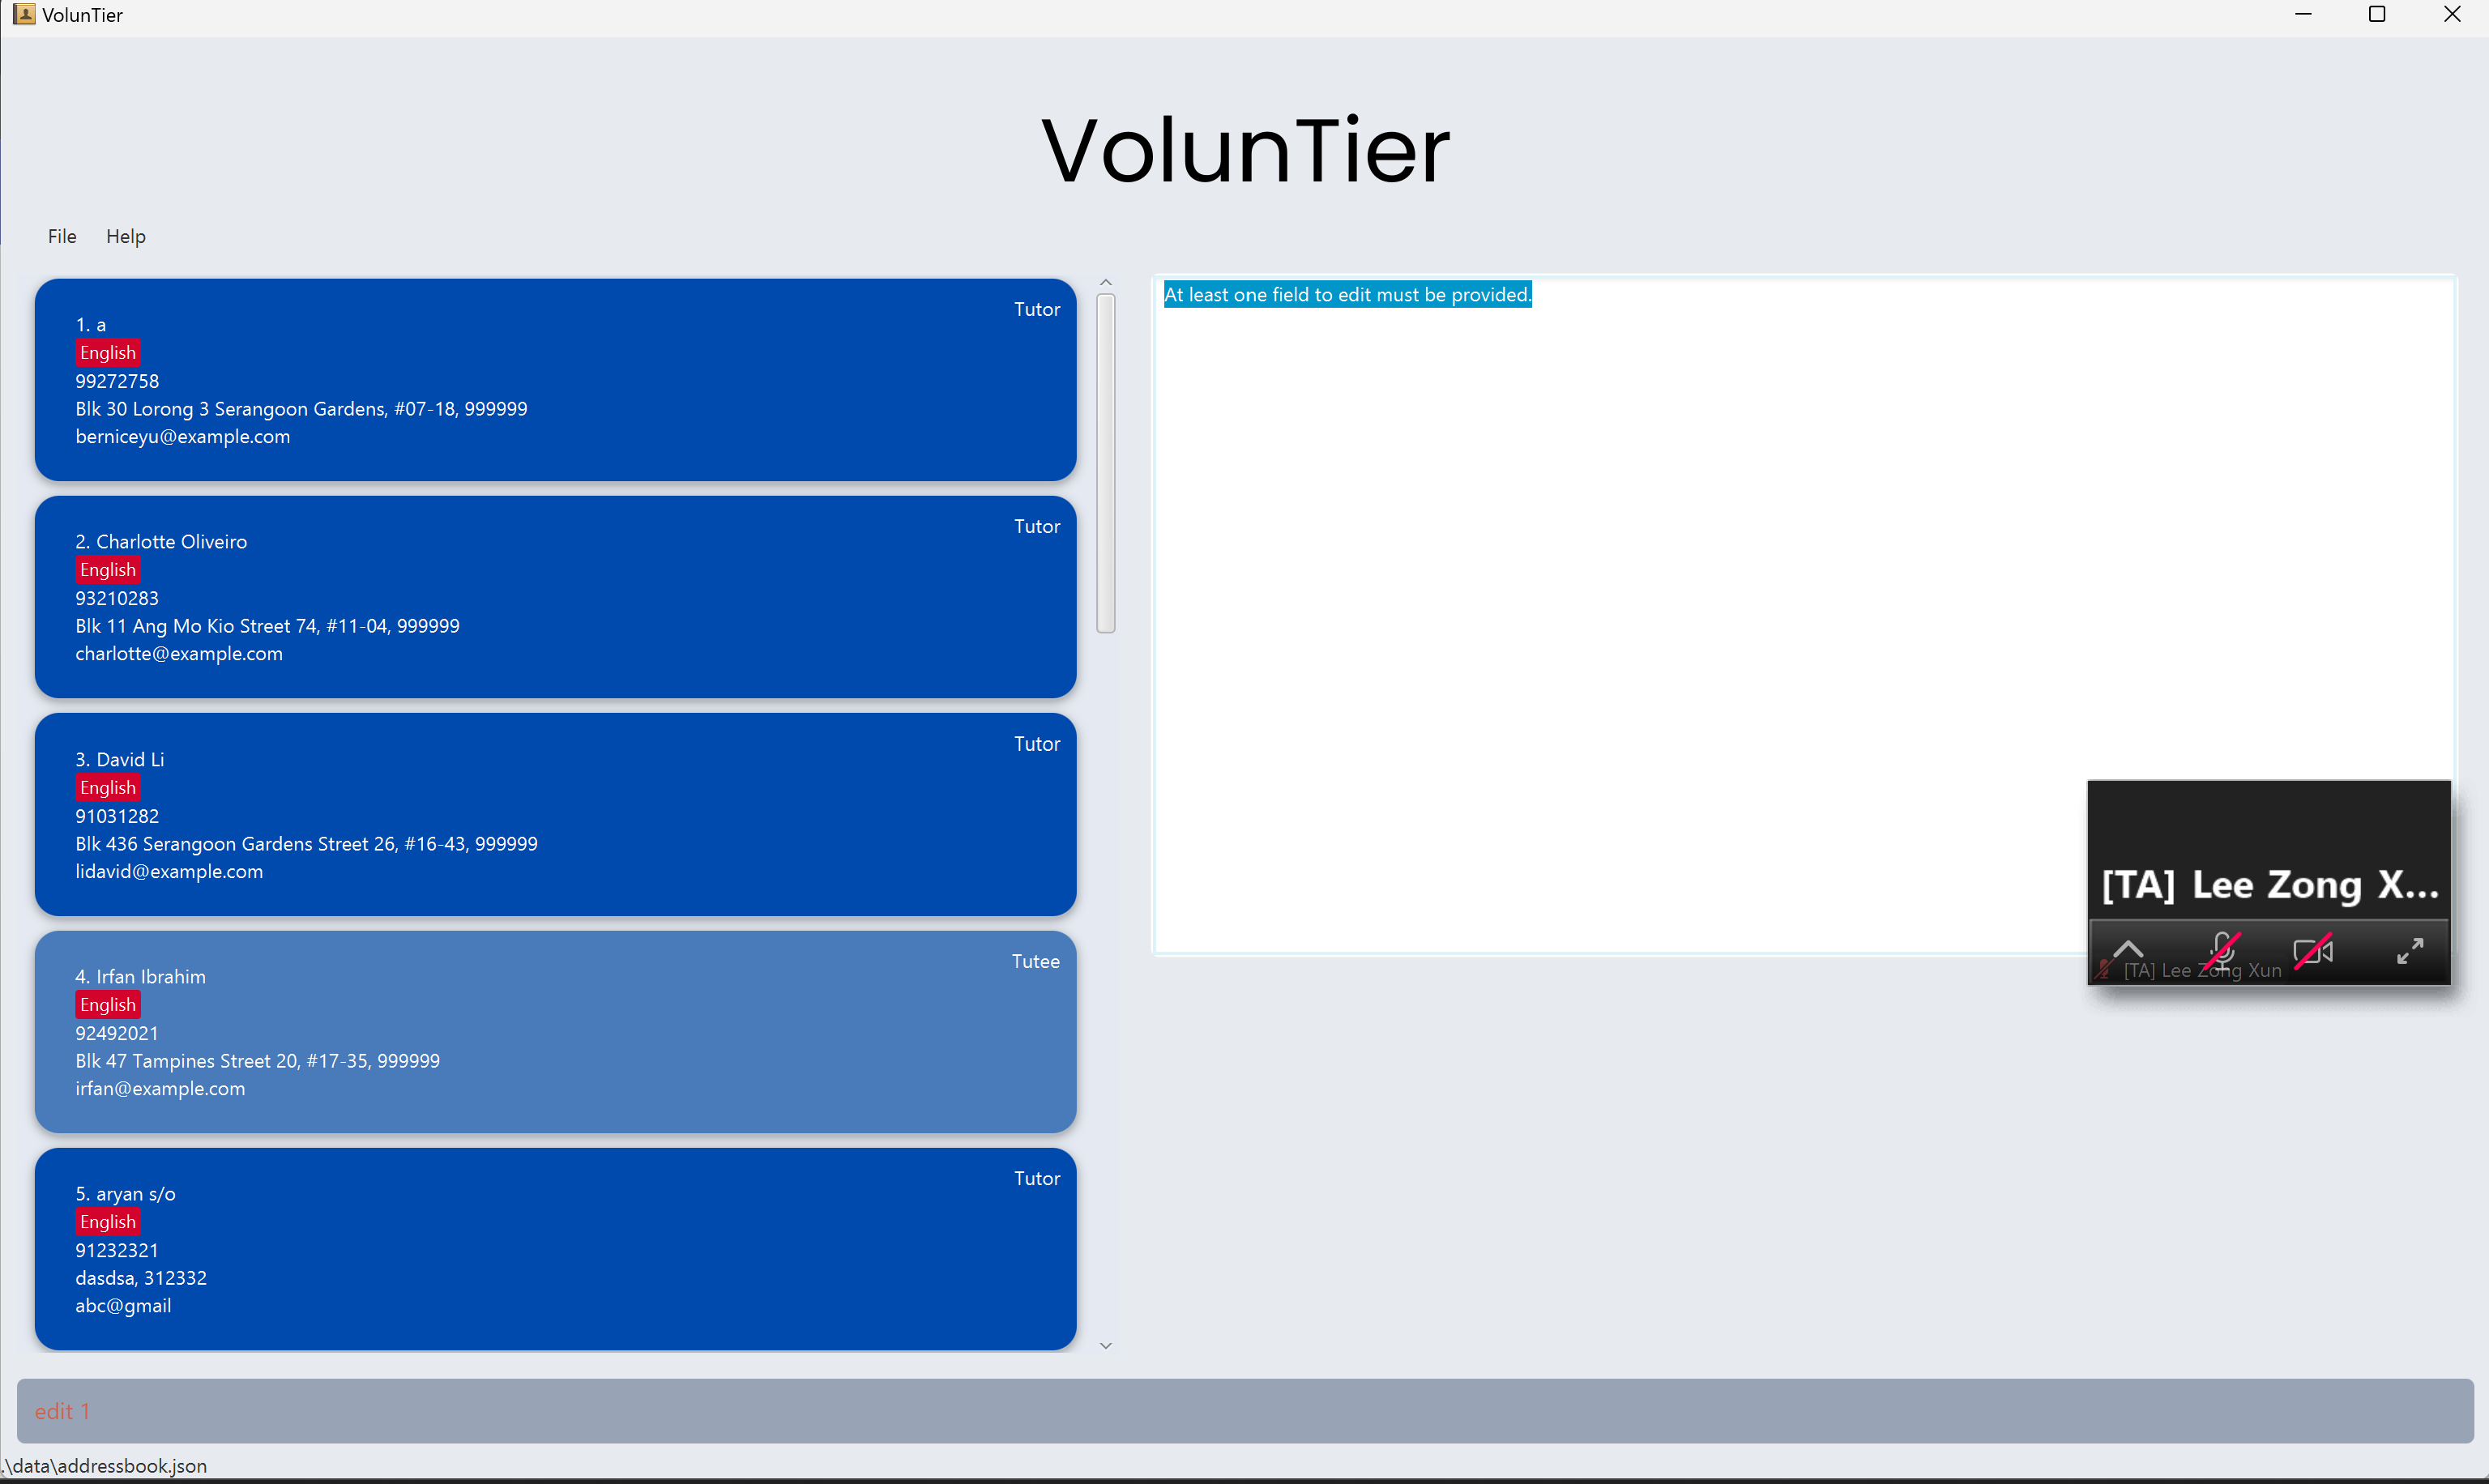 VolunTier
VolunTier
File Help
1. a
Tutor
English
99272758
Blk 30 Lorong 3 Serangoon Gardens, #07-18, 999999
berniceyu@example.com
2. Charlotte Oliveiro
Tutor
English
93210283
Blk 11 Ang Mo Kio Street 74, #11-04, 999999
charlotte@example.com
3. David Li
Tutor
English
91031282
Blk 436 Serangoon Gardens Street 26, #16-43, 999999
lidavid@example.com
4. Irfan Ibrahim
Tutee
English
92492021
Blk 47 Tampines Street 20, #17-35, 999999
irfan@example.com
5. aryan s/o
Tutor
English
91232321
dasdsa, 312332
abc@gmail
At least one field to edit must be provided.
[TA] Lee Zong X...
[TA] Lee Zong Xun
edit 1
.\data\addressbook.json